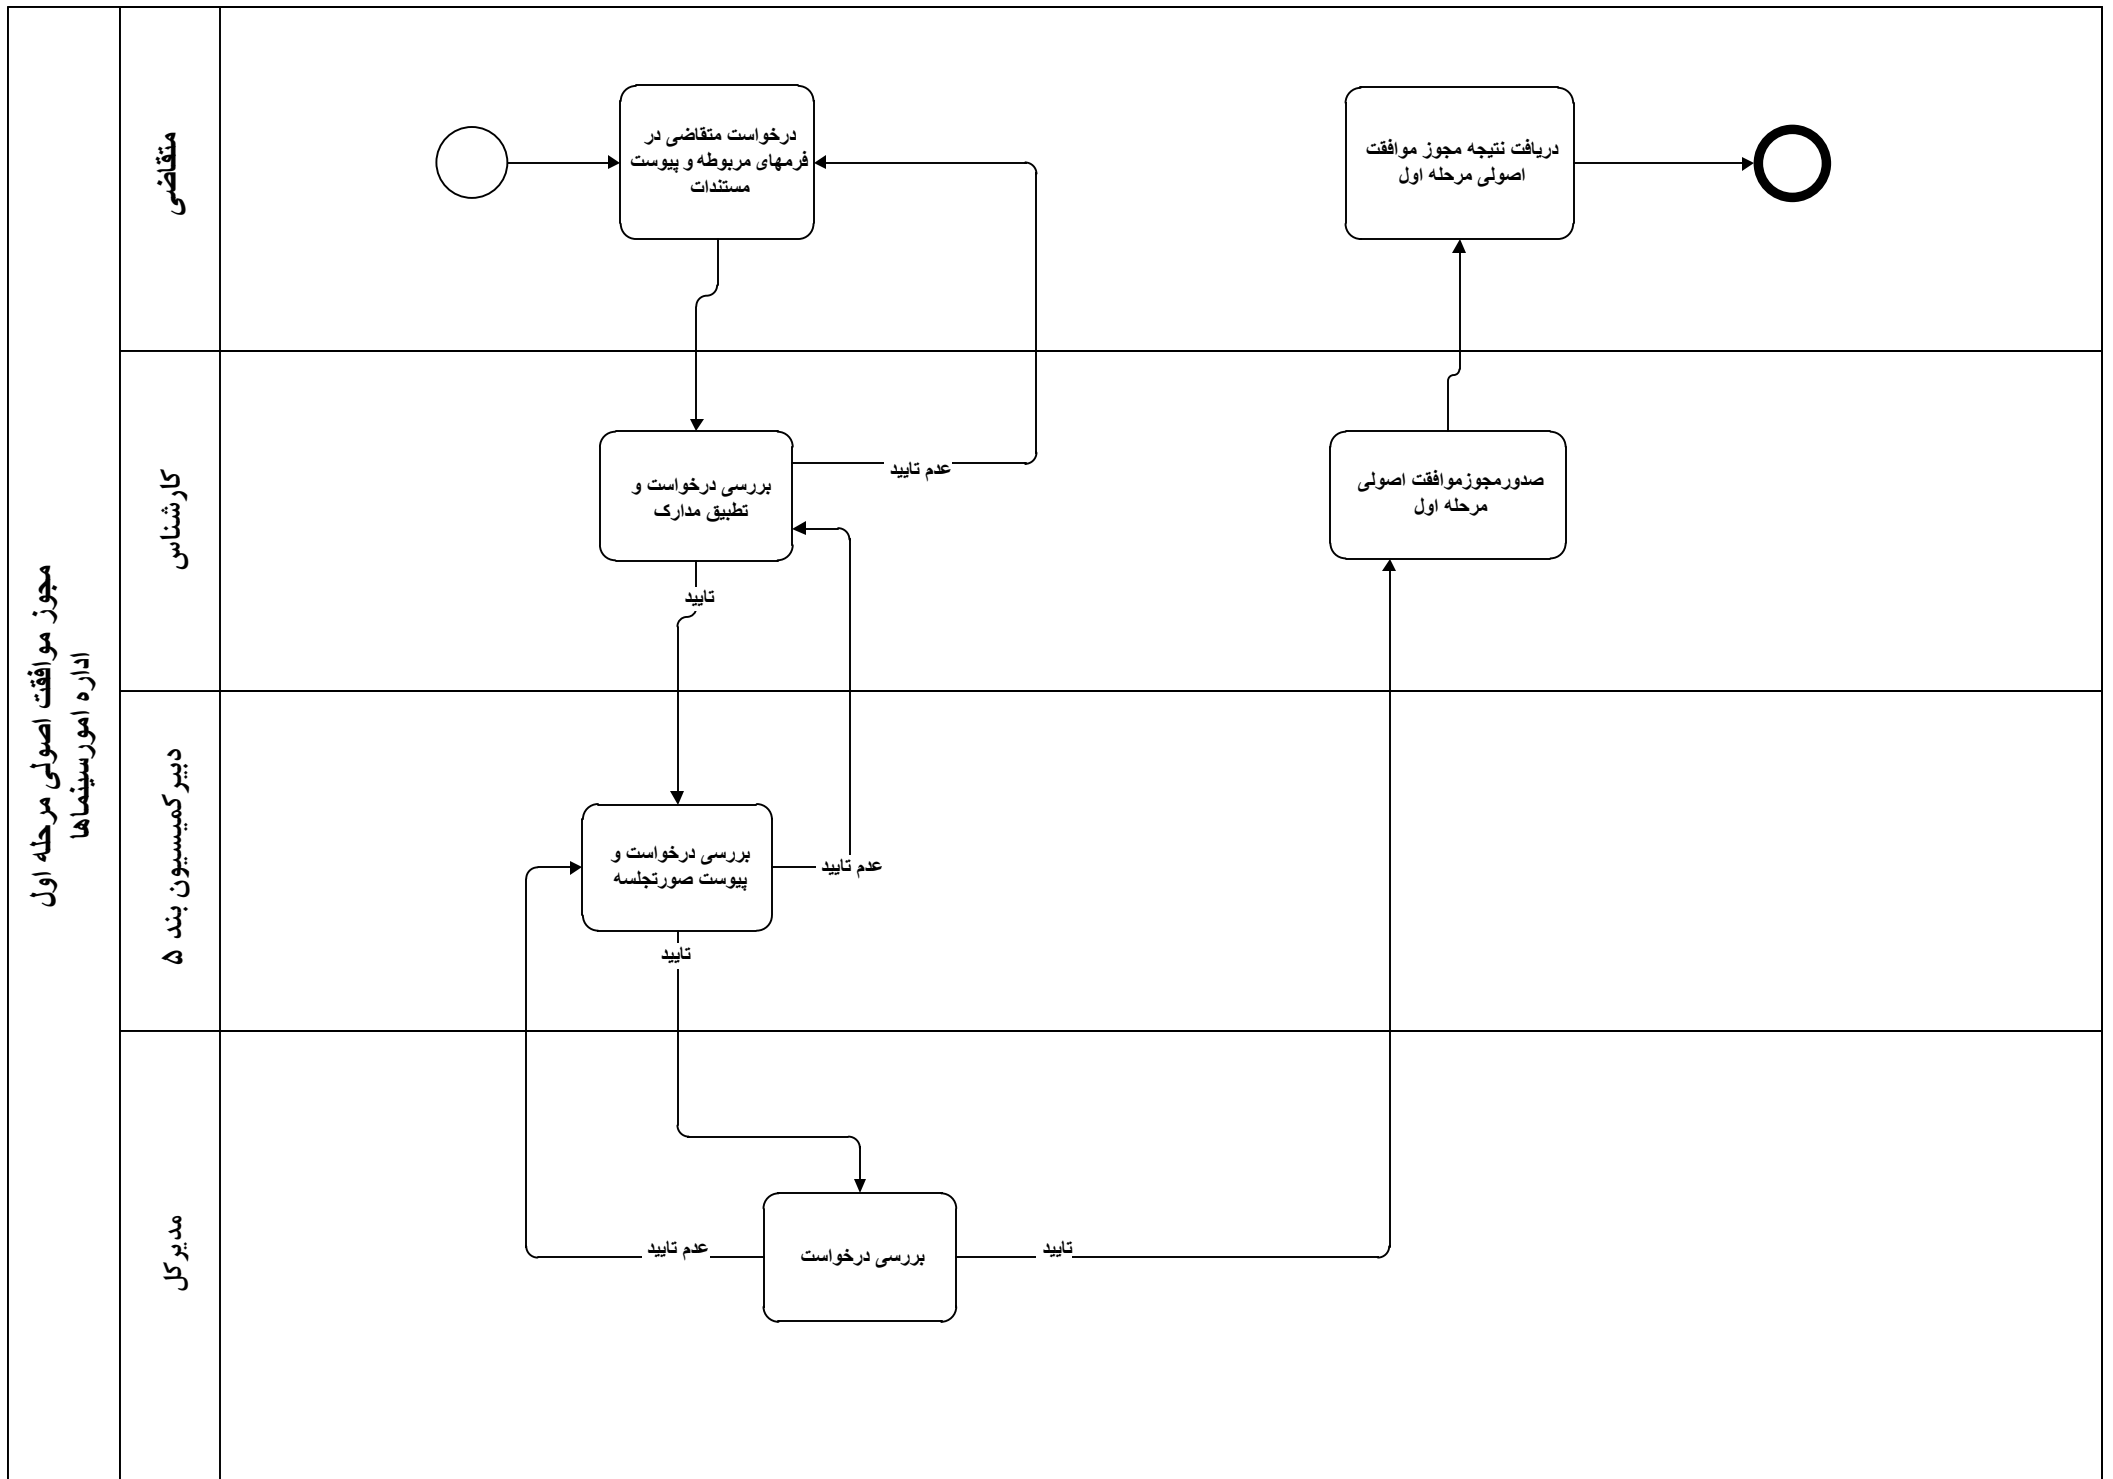 مجوز موافقت اصولی مرحله اول
اداره امورسینماها
متقاضی
درخواست متقاضی در
فرمهای مربوطه و پیوست
مستندات
دریافت نتیجه مجوز موافقت
اصولی مرحله اول
کارشناس
بررسی درخواست و
تطبیق مدارک
عدم تایید
تایید
صدورمجوزموافقت اصولی
مرحله اول
دبیرکمیسیون بند ۵
بررسی درخواست و
پیوست صورتجلسه
عدم تایید
تایید
مدیرکل
عدم تایید
بررسی درخواست
تایید